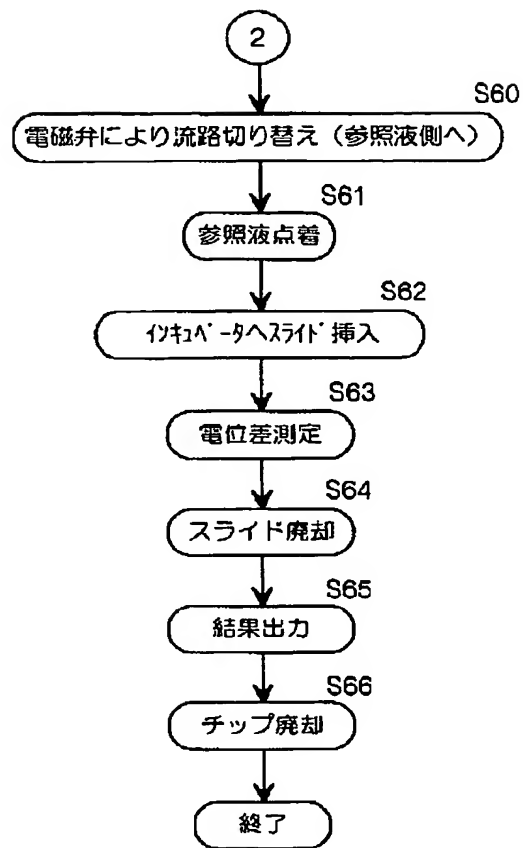 2
S60
電磁弁により流路切り替え（参照液側へ）
S61
参照液点着
S62
ｲﾝｷｭﾍﾞｰﾀへｽﾗｲﾄﾞ挿入
S63
電位差測定
S64
スライド廃却
S65
結果出力
S66
チップ廃却
終了